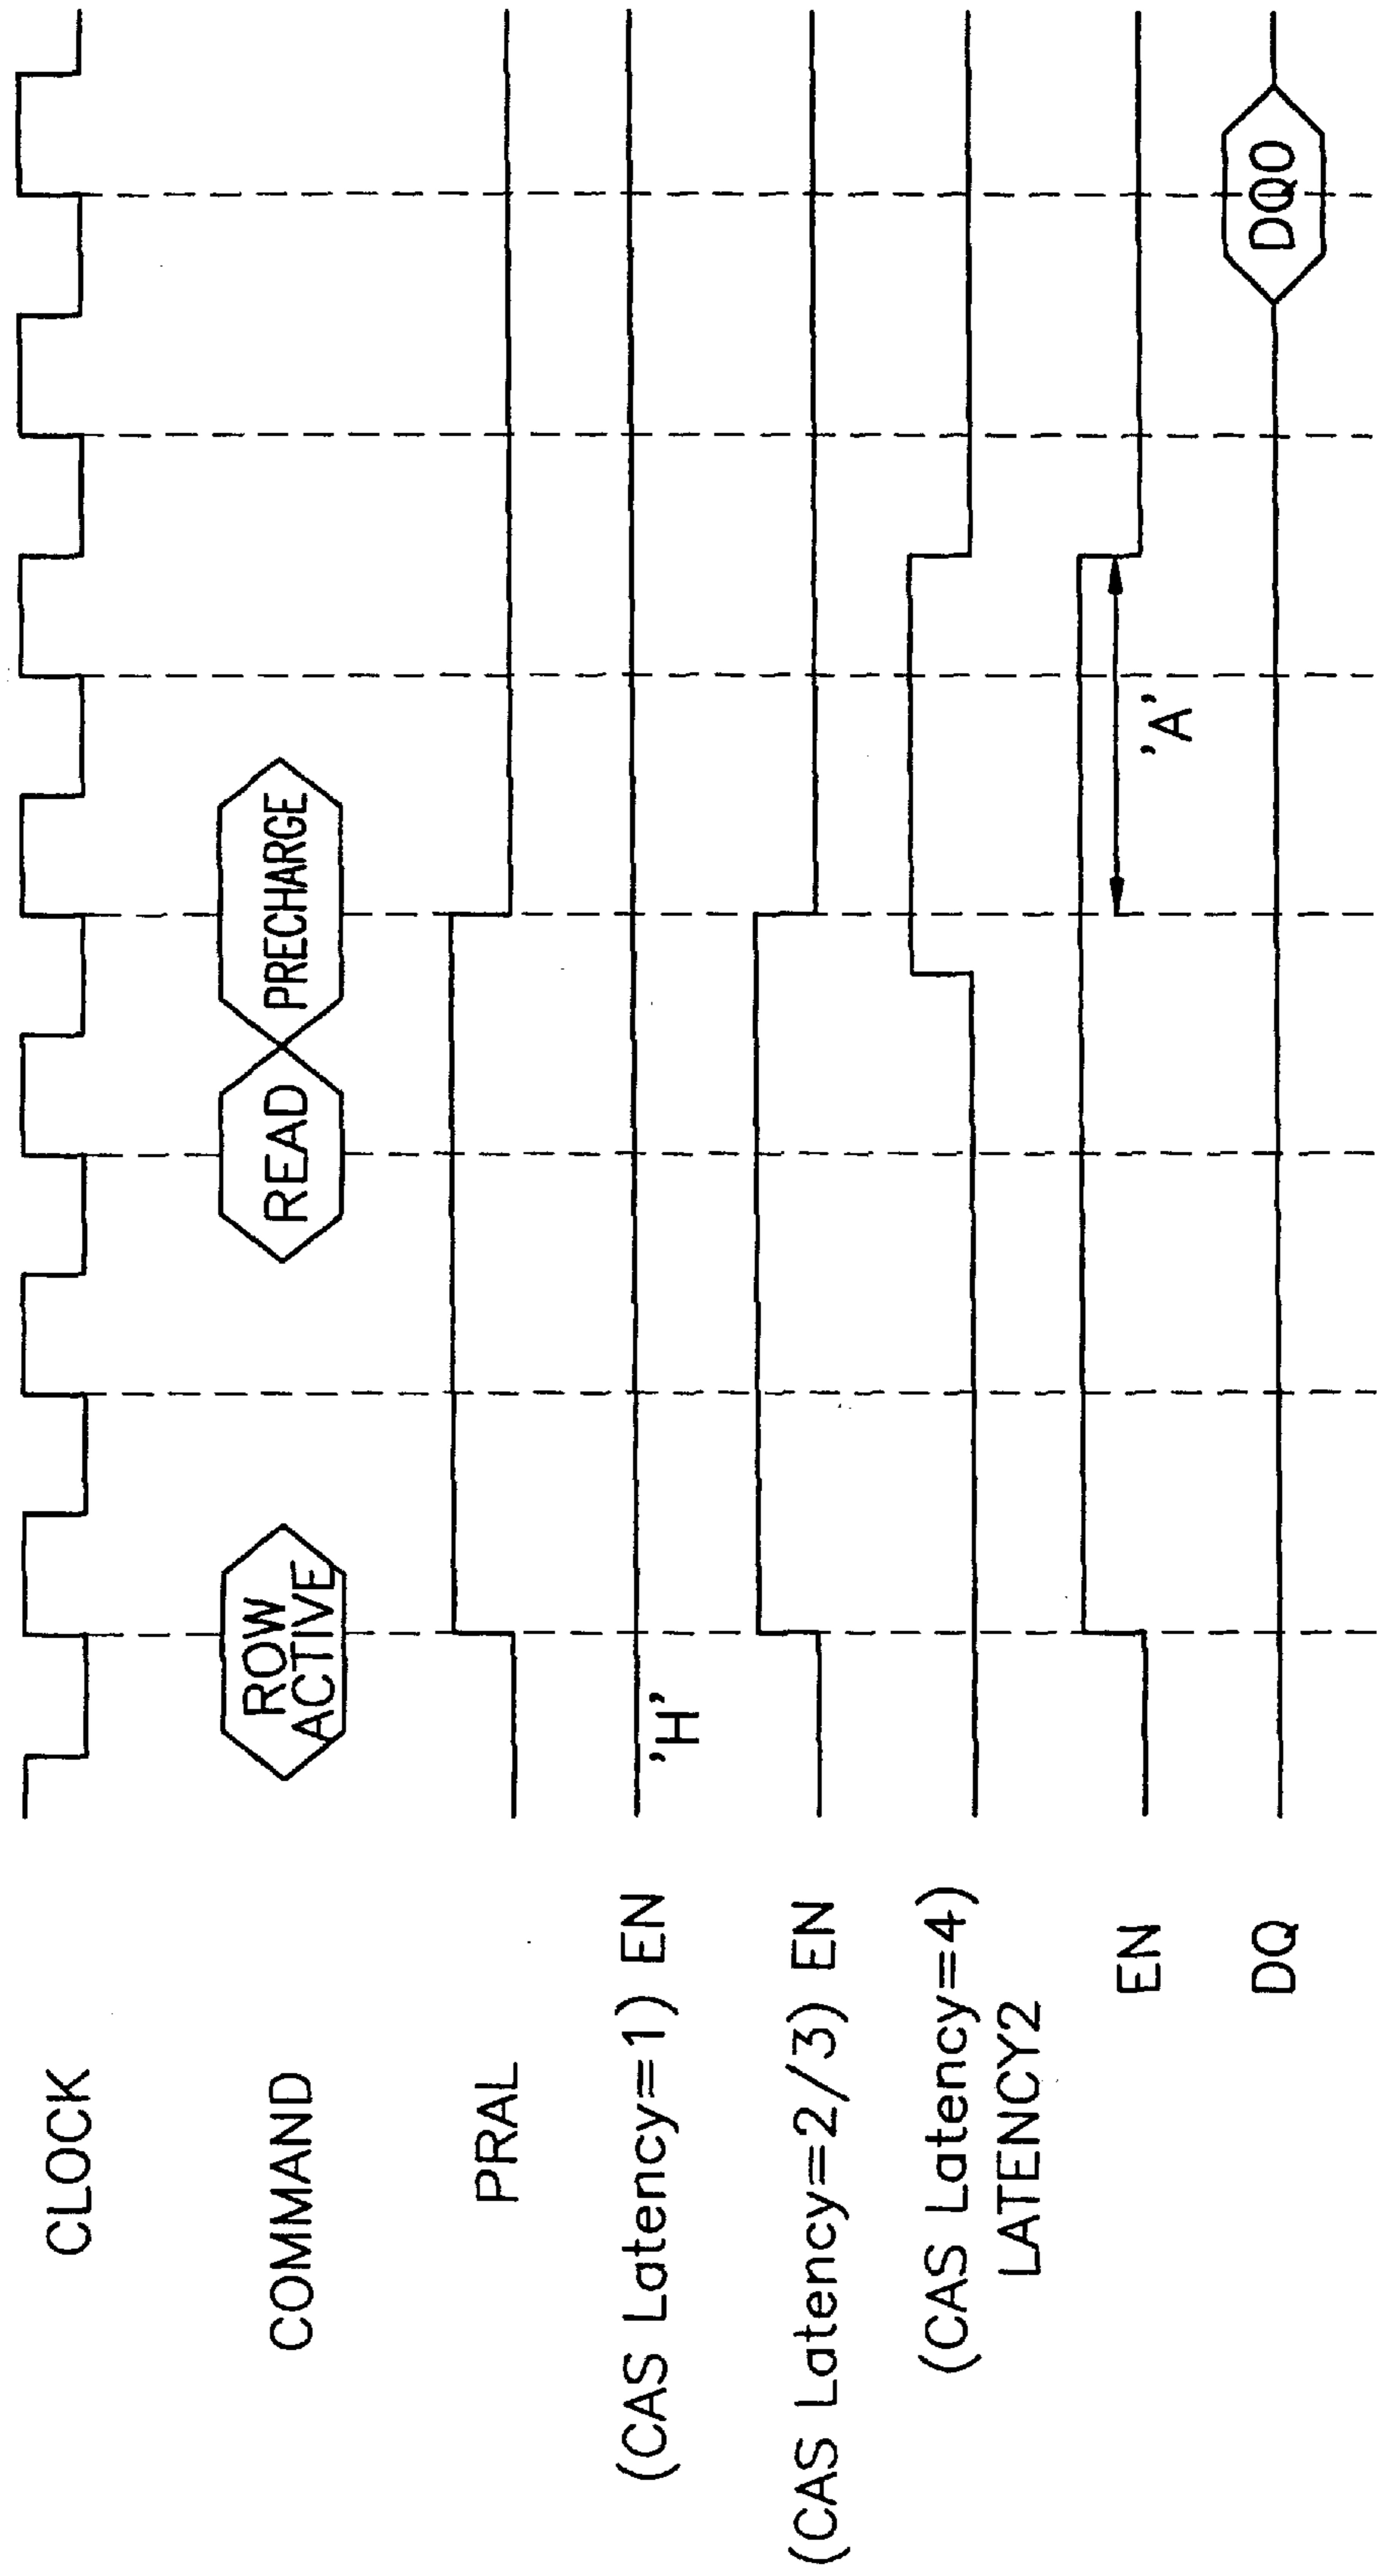 CLOCK
COMMAND
ROW
ACTIVE
READ
PRECHARGE
PRAL
(CAS Latency=1) EN
'H'
(CAS Latency=2/3) EN
(CAS Latency=4)
LATENCY2
EN
'A'
DQ
DQ0